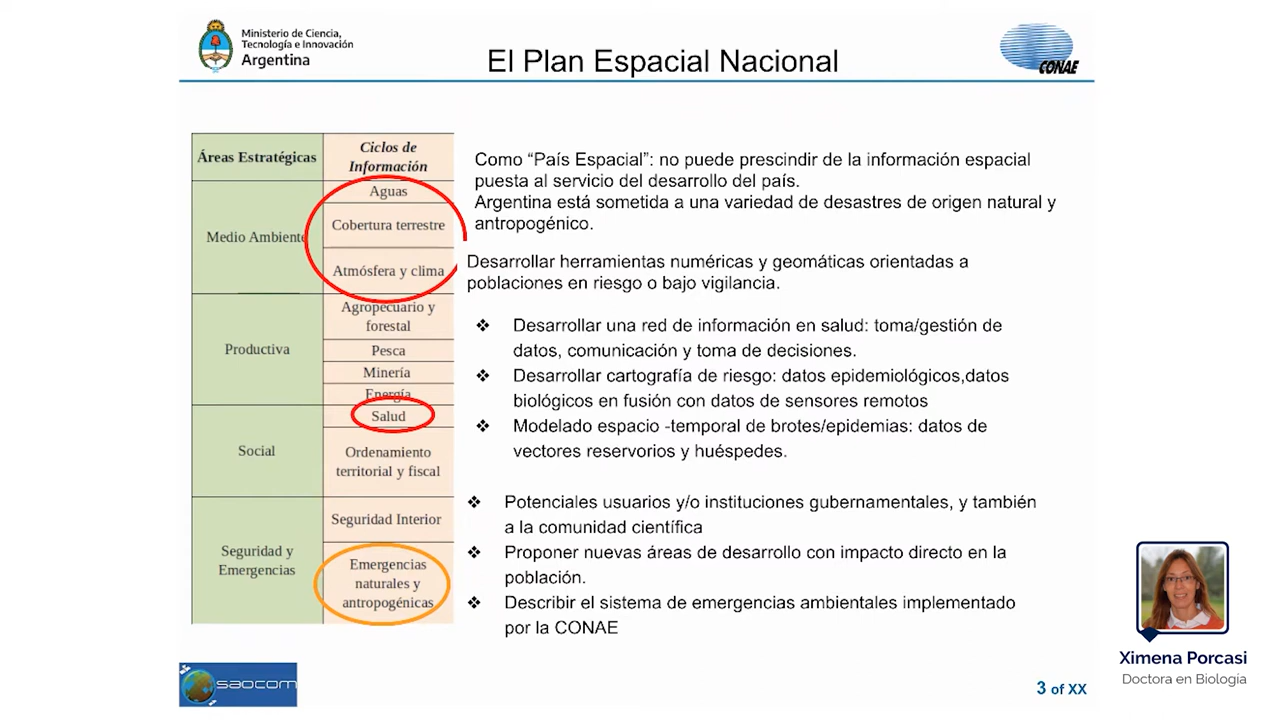 Ministerio de Ciencia,
Tecnología e Innovación
Argentina
El Plan Espacial Nacional
CONAE
Áreas Estratégicas
Ciclos de
Información
Medio Ambiente
Aguas
Cobertura terrestre
Atmósfera y clima
Productiva
Agropecuario y
forestal
Pesca
Minería
Energía
Social
Salud
Ordenamiento
territorial y fiscal
Seguridad y
Emergencias
Seguridad Interior
Emergencias
naturales y
antropogénicas
Como “País Espacial”: no puede prescindir de la información espacial
puesta al servicio del desarrollo del país.
Argentina está sometida a una variedad de desastres de origen natural y
antropogénico.
Desarrollar herramientas numéricas y geomáticas orientadas a
poblaciones en riesgo o bajo vigilancia.
❖ Desarrollar una red de información en salud: toma/gestión de
datos, comunicación y toma de decisiones.
❖ Desarrollar cartografía de riesgo: datos epidemiológicos,datos
biológicos en fusión con datos de sensores remotos
❖ Modelado espacio -temporal de brotes/epidemias: datos de
vectores reservorios y huéspedes.
❖ Potenciales usuarios y/o instituciones gubernamentales, y también
a la comunidad científica
❖ Proponer nuevas áreas de desarrollo con impacto directo en la
población.
❖ Describir el sistema de emergencias ambientales implementado
por la CONAE
saocom
3 of XX
Ximena Porcasi
Doctora en Biología